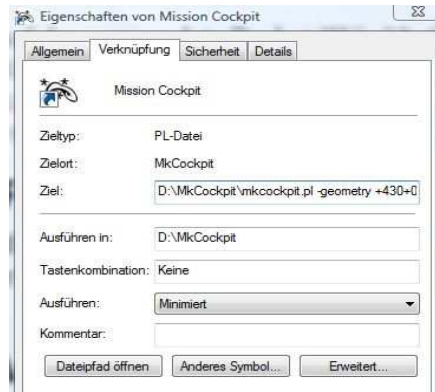 Eigenschaften von Mission Cockpit
Allgemein Verknüpfung Sicherheit Details
Mission Cockpit
Zieltyp: PL-Datei
Zielort: MkCockpit
Ziel: D:\MkCockpit\mkcockpit.pl -geometry +430+0
Ausführen in: D:\MkCockpit
Tastenkombination: Keine
Ausführen: Minimiert
Kommentar:
Dateipfad öffnen Anderes Symbol... Erweitert...